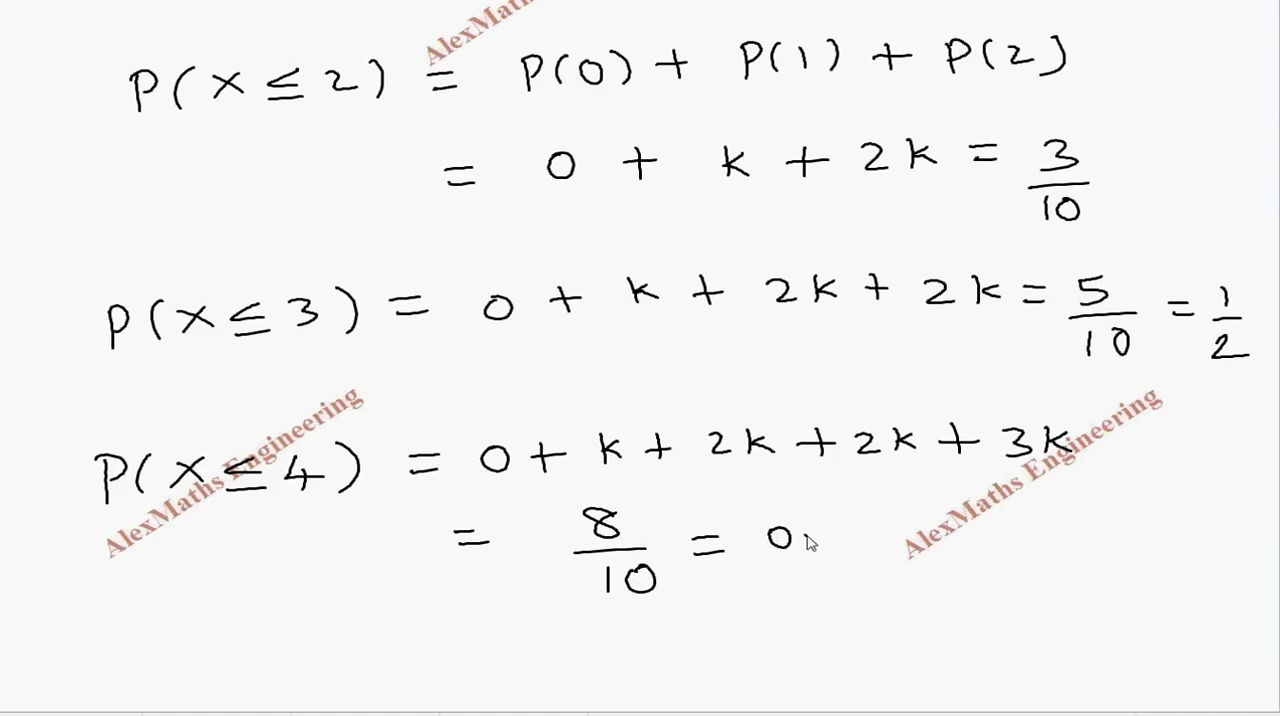 AlexMat
P(x ≤ 2) = P(0) + P(1) + P(2)
= 0 + k + 2k = 3/10
P(x ≤ 3) = 0 + k + 2k + 2k = 5/10 = 1/2
P(x ≤ 4) = 0 + k + 2k + 2k + 3k
AlexMaths Engineering
AlexMaths Engineering
= 8/10 = 0.